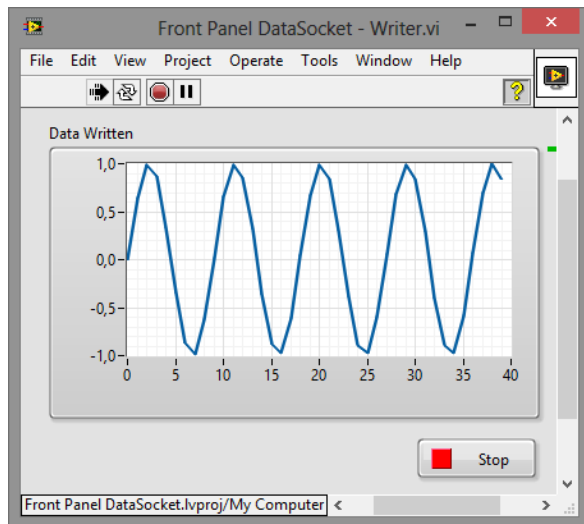 Front Panel DataSocket - Writer.vi
File Edit View Project Operate Tools Window Help
Data Written
1,0
0,5
0,0
-0,5
-1,0
0 5 10 15 20 25 30 35 40
Stop
Front Panel DataSocket.lvproj/My Computer